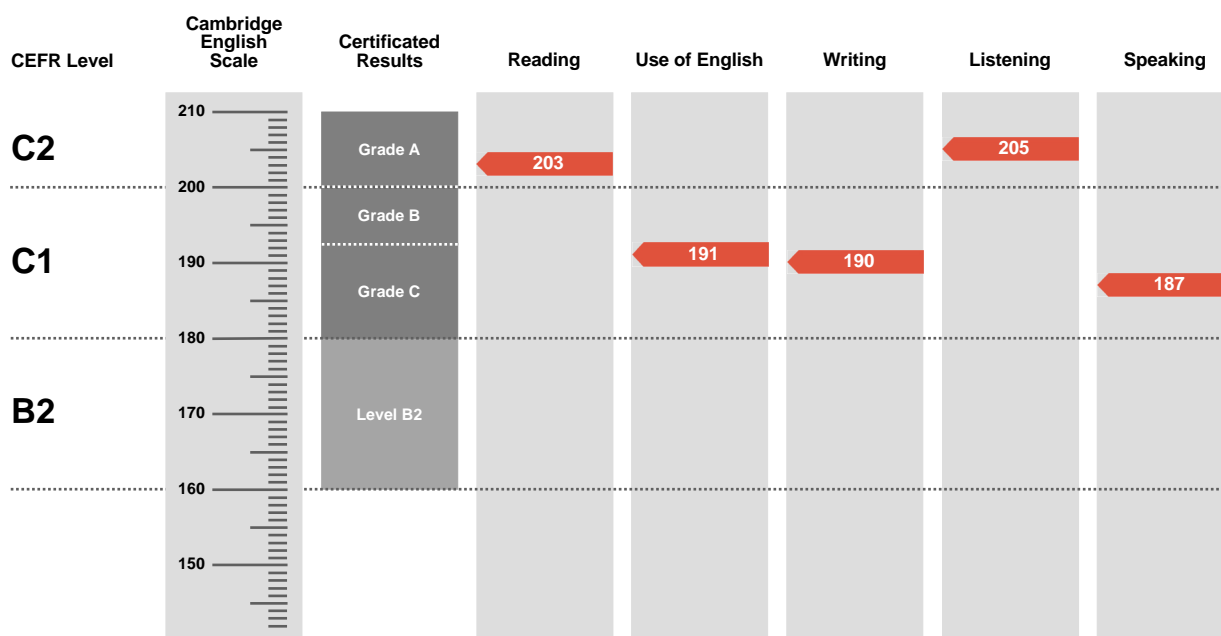 CEFR Level
Cambridge
English
Scale
Certificated
Results
Reading
Use of English
Writing
Listening
Speaking
210
C2
Grade A
203
205
200
Grade B
C1
190
191
190
Grade C
187
180
B2
170
Level B2
160
150